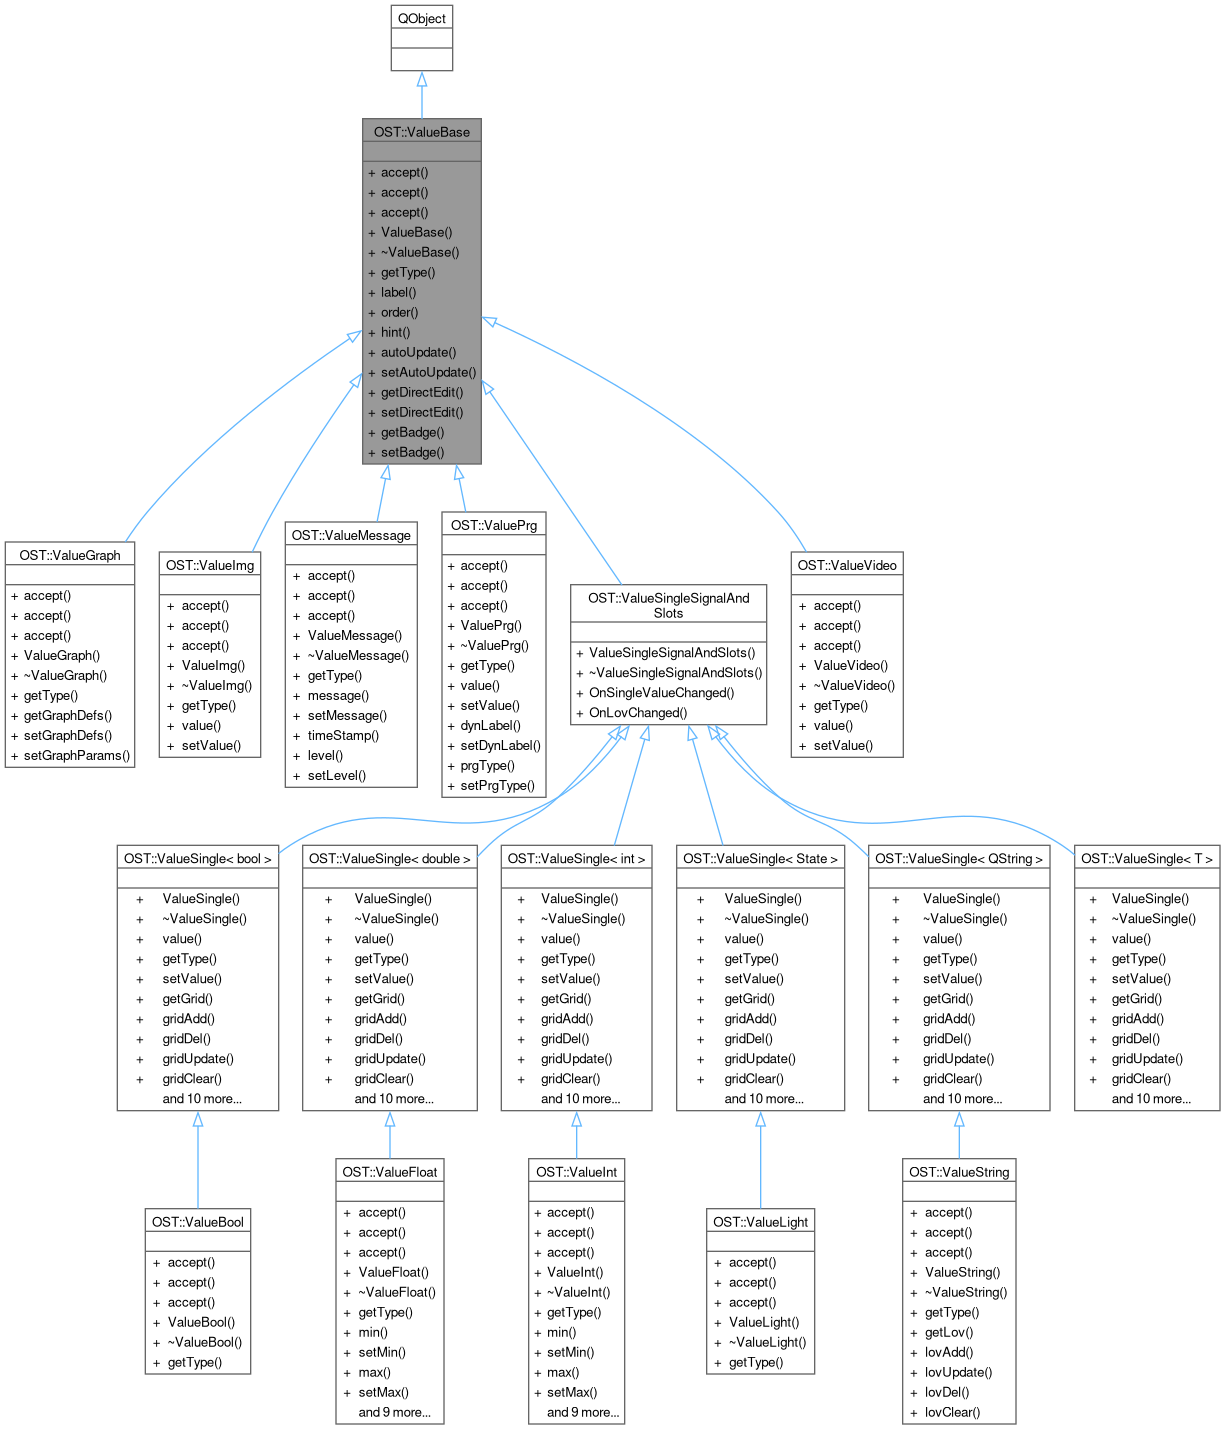 QObject
OST::ValueBase
+ accept()
+ accept()
+ accept()
+ ValueBase()
+ ~ValueBase()
+ getType()
+ label()
+ order()
+ hint()
+ autoUpdate()
+ setAutoUpdate()
+ getDirectEdit()
+ setDirectEdit()
+ getBadge()
+ setBadge()
OST::ValueGraph
+ accept()
+ accept()
+ accept()
+ ValueGraph()
+ ~ValueGraph()
+ getType()
+ getGraphDefs()
+ setGraphDefs()
+ setGraphParams()
OST::ValueImg
+ accept()
+ accept()
+ accept()
+ ValueImg()
+ ~ValueImg()
+ getType()
+ value()
+ setValue()
OST::ValueMessage
+ accept()
+ accept()
+ accept()
+ ValueMessage()
+ ~ValueMessage()
+ getType()
+ message()
+ setMessage()
+ timeStamp()
+ level()
+ setLevel()
OST::ValuePrg
+ accept()
+ accept()
+ accept()
+ ValuePrg()
+ ~ValuePrg()
+ getType()
+ value()
+ setValue()
+ dynLabel()
+ setDynLabel()
+ prgType()
+ setPrgType()
OST::ValueSingleSignalAnd
Slots
+ ValueSingleSignalAndSlots()
+ ~ValueSingleSignalAndSlots()
+ OnSingleValueChanged()
+ OnLovChanged()
OST::ValueVideo
+ accept()
+ accept()
+ accept()
+ ValueVideo()
+ ~ValueVideo()
+ getType()
+ value()
+ setValue()
OST::ValueSingle< bool >
+ ValueSingle()
+ ~ValueSingle()
+ value()
+ getType()
+ setValue()
+ getGrid()
+ gridAdd()
+ gridDel()
+ gridUpdate()
+ gridClear()
and 10 more...
OST::ValueSingle< double >
+ ValueSingle()
+ ~ValueSingle()
+ value()
+ getType()
+ setValue()
+ getGrid()
+ gridAdd()
+ gridDel()
+ gridUpdate()
+ gridClear()
and 10 more...
OST::ValueSingle< int >
+ ValueSingle()
+ ~ValueSingle()
+ value()
+ getType()
+ setValue()
+ getGrid()
+ gridAdd()
+ gridDel()
+ gridUpdate()
+ gridClear()
and 10 more...
OST::ValueSingle< State >
+ ValueSingle()
+ ~ValueSingle()
+ value()
+ getType()
+ setValue()
+ getGrid()
+ gridAdd()
+ gridDel()
+ gridUpdate()
+ gridClear()
and 10 more...
OST::ValueSingle< QString >
+ ValueSingle()
+ ~ValueSingle()
+ value()
+ getType()
+ setValue()
+ getGrid()
+ gridAdd()
+ gridDel()
+ gridUpdate()
+ gridClear()
and 10 more...
OST::ValueSingle< T >
+ ValueSingle()
+ ~ValueSingle()
+ value()
+ getType()
+ setValue()
+ getGrid()
+ gridAdd()
+ gridDel()
+ gridUpdate()
+ gridClear()
and 10 more...
OST::ValueBool
+ accept()
+ accept()
+ accept()
+ ValueBool()
+ ~ValueBool()
+ getType()
OST::ValueFloat
+ accept()
+ accept()
+ accept()
+ ValueFloat()
+ ~ValueFloat()
+ getType()
+ min()
+ setMin()
+ max()
+ setMax()
and 9 more...
OST::ValueInt
+ accept()
+ accept()
+ accept()
+ ValueInt()
+ ~ValueInt()
+ getType()
+ min()
+ setMin()
+ max()
+ setMax()
and 9 more...
OST::ValueLight
+ accept()
+ accept()
+ accept()
+ ValueLight()
+ ~ValueLight()
+ getType()
OST::ValueString
+ accept()
+ accept()
+ accept()
+ ValueString()
+ ~ValueString()
+ getType()
+ getLov()
+ lovAdd()
+ lovUpdate()
+ lovDel()
+ lovClear()